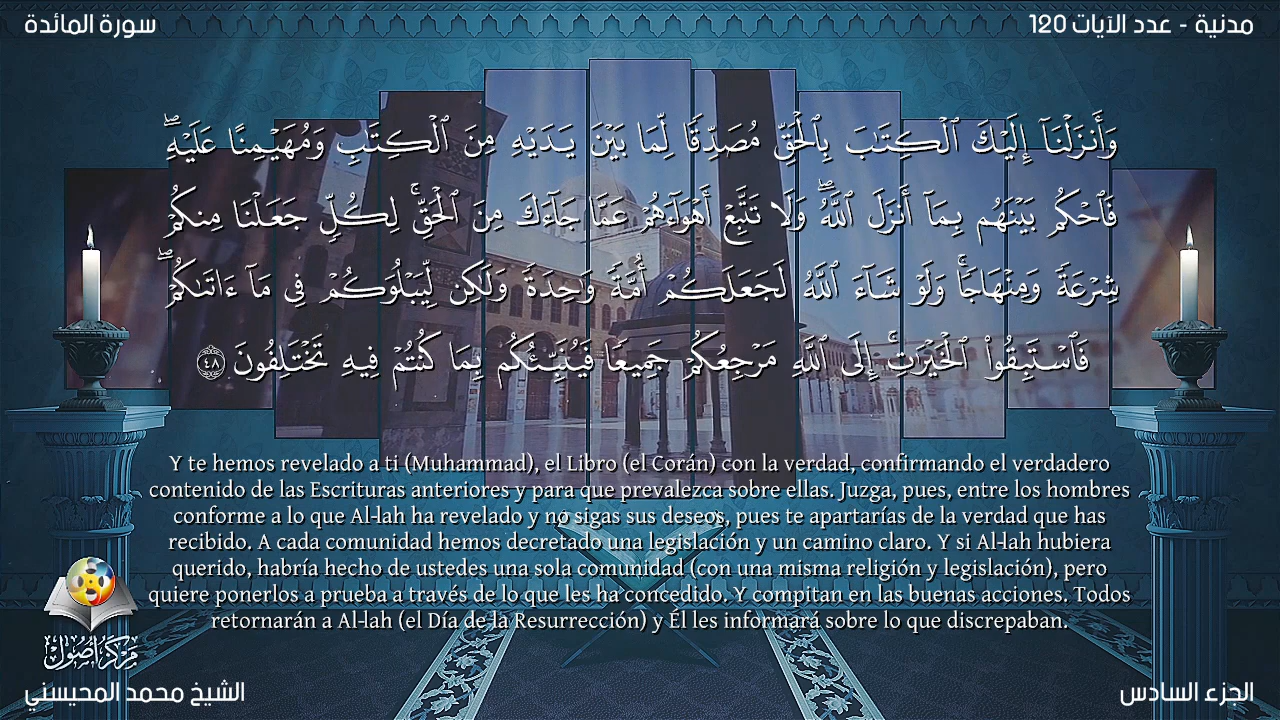 سورة المائدة
مدنية - عدد الآيات 120
وَأَنزَلْنَآ إِلَيْكَ ٱلْكِتَٰبَ بِٱلْحَقِّ مُصَدِّقًا لِّمَا بَيْنَ يَدَيْهِ مِنَ ٱلْكِتَٰبِ وَمُهَيْمِنًا عَلَيْهِ ۖ
فَٱحْكُم بَيْنَهُم بِمَآ أَنزَلَ ٱللَّهُ ۖ وَلَا تَتَّبِعْ أَهْوَآءَهُمْ عَمَّا جَآءَكَ مِنَ ٱلْحَقِّ ۚ لِكُلٍّ جَعَلْنَا مِنكُمْ
شِرْعَةً وَمِنْهَاجًا ۚ وَلَوْ شَآءَ ٱللَّهُ لَجَعَلَكُمْ أُمَّةً وَٰحِدَةً وَلَٰكِن لِّيَبْلُوَكُمْ فِى مَآ ءَاتَىٰكُمْ ۖ
فَٱسْتَبِقُوا۟ ٱلْخَيْرَٰتِ ۚ إِلَى ٱللَّهِ مَرْجِعُكُمْ جَمِيعًا فَيُنَبِّئُكُم بِمَا كُنتُمْ فِيهِ تَخْتَلِفُونَ ٤٨
Y te hemos revelado a ti (Muhammad), el Libro (el Corán) con la verdad, confirmando el verdadero
contenido de las Escrituras anteriores y para que prevalezca sobre ellas. Juzga, pues, entre los hombres
conforme a lo que Al-lah ha revelado y no sigas sus deseos, pues te apartarías de la verdad que has
recibido. A cada comunidad hemos decretado una legislación y un camino claro. Y si Al-lah hubiera
querido, habría hecho de ustedes una sola comunidad (con una misma religión y legislación), pero
quiere ponerlos a prueba a través de lo que les ha concedido. Y compitan en las buenas acciones. Todos
retornarán a Al-lah (el Día de la Resurrección) y Él les informará sobre lo que discrepaban.
مركز أصول
الشيخ محمد المحيسني
الجزء السادس